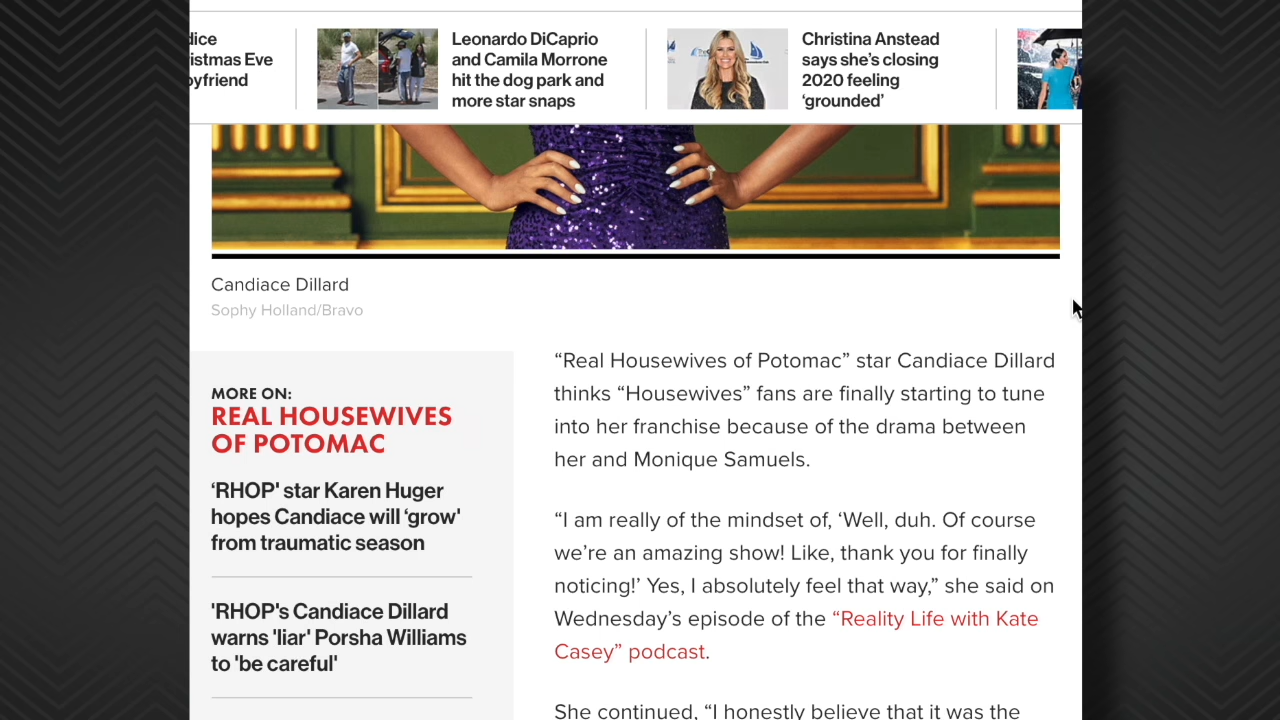 dice
istmas Eve
oyfriend
Leonardo DiCaprio
and Camila Morrone
hit the dog park and
more star snaps
Christina Anstead
says she’s closing
2020 feeling
‘grounded’
Candiace Dillard
Sophy Holland/Bravo
MORE ON:
REAL HOUSEWIVES
OF POTOMAC
‘RHOP' star Karen Huger
hopes Candiace will ‘grow'
from traumatic season
'RHOP's Candiace Dillard
warns 'liar' Porsha Williams
to 'be careful'
“Real Housewives of Potomac” star Candiace Dillard
thinks “Housewives” fans are finally starting to tune
into her franchise because of the drama between
her and Monique Samuels.
“I am really of the mindset of, ‘Well, duh. Of course
we’re an amazing show! Like, thank you for finally
noticing!’ Yes, I absolutely feel that way,” she said on
Wednesday’s episode of the “Reality Life with Kate
Casey” podcast.
She continued, “I honestly believe that it was the